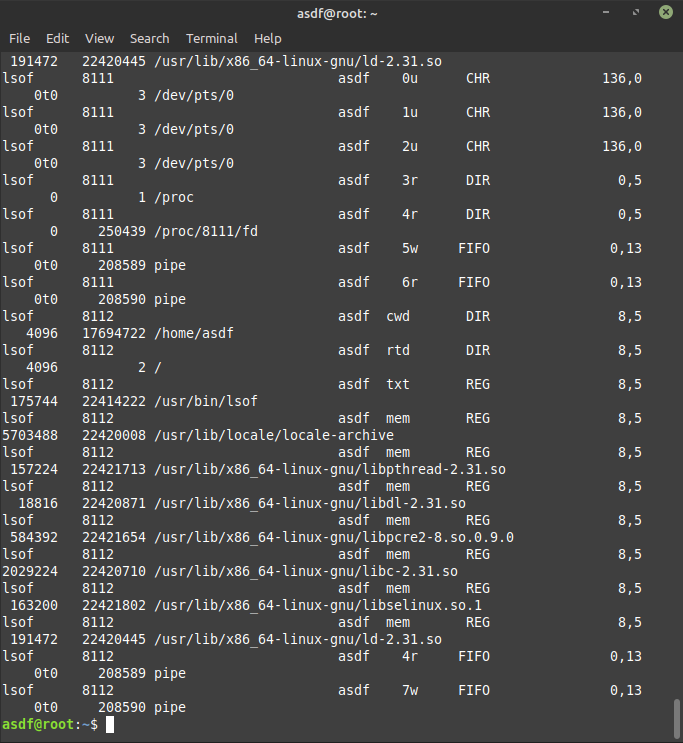 asdf@root: ~
File Edit View Search Terminal Help
191472 22420445 /usr/lib/x86_64-linux-gnu/ld-2.31.so
lsof 8111 asdf 0u CHR 136,0
0t0 3 /dev/pts/0
lsof 8111 asdf 1u CHR 136,0
0t0 3 /dev/pts/0
lsof 8111 asdf 2u CHR 136,0
0t0 3 /dev/pts/0
lsof 8111 asdf 3r DIR 0,5
0 1 /proc
lsof 8111 asdf 4r DIR 0,5
0 250439 /proc/8111/fd
lsof 8111 asdf 5w FIFO 0,13
0t0 208589 pipe
lsof 8111 asdf 6r FIFO 0,13
0t0 208590 pipe
lsof 8112 asdf cwd DIR 8,5
4096 17694722 /home/asdf
lsof 8112 asdf rtd DIR 8,5
4096 2 /
lsof 8112 asdf txt REG 8,5
175744 22414222 /usr/bin/lsof
lsof 8112 asdf mem REG 8,5
5703488 22420008 /usr/lib/locale/locale-archive
lsof 8112 asdf mem REG 8,5
157224 22421713 /usr/lib/x86_64-linux-gnu/libpthread-2.31.so
lsof 8112 asdf mem REG 8,5
18816 22420871 /usr/lib/x86_64-linux-gnu/libdl-2.31.so
lsof 8112 asdf mem REG 8,5
584392 22421654 /usr/lib/x86_64-linux-gnu/libpcre2-8.so.0.9.0
lsof 8112 asdf mem REG 8,5
2029224 22420710 /usr/lib/x86_64-linux-gnu/libc-2.31.so
lsof 8112 asdf mem REG 8,5
163200 22421802 /usr/lib/x86_64-linux-gnu/libselinux.so.1
lsof 8112 asdf mem REG 8,5
191472 22420445 /usr/lib/x86_64-linux-gnu/ld-2.31.so
lsof 8112 asdf 4r FIFO 0,13
0t0 208589 pipe
lsof 8112 asdf 7w FIFO 0,13
0t0 208590 pipe
asdf@root:~$